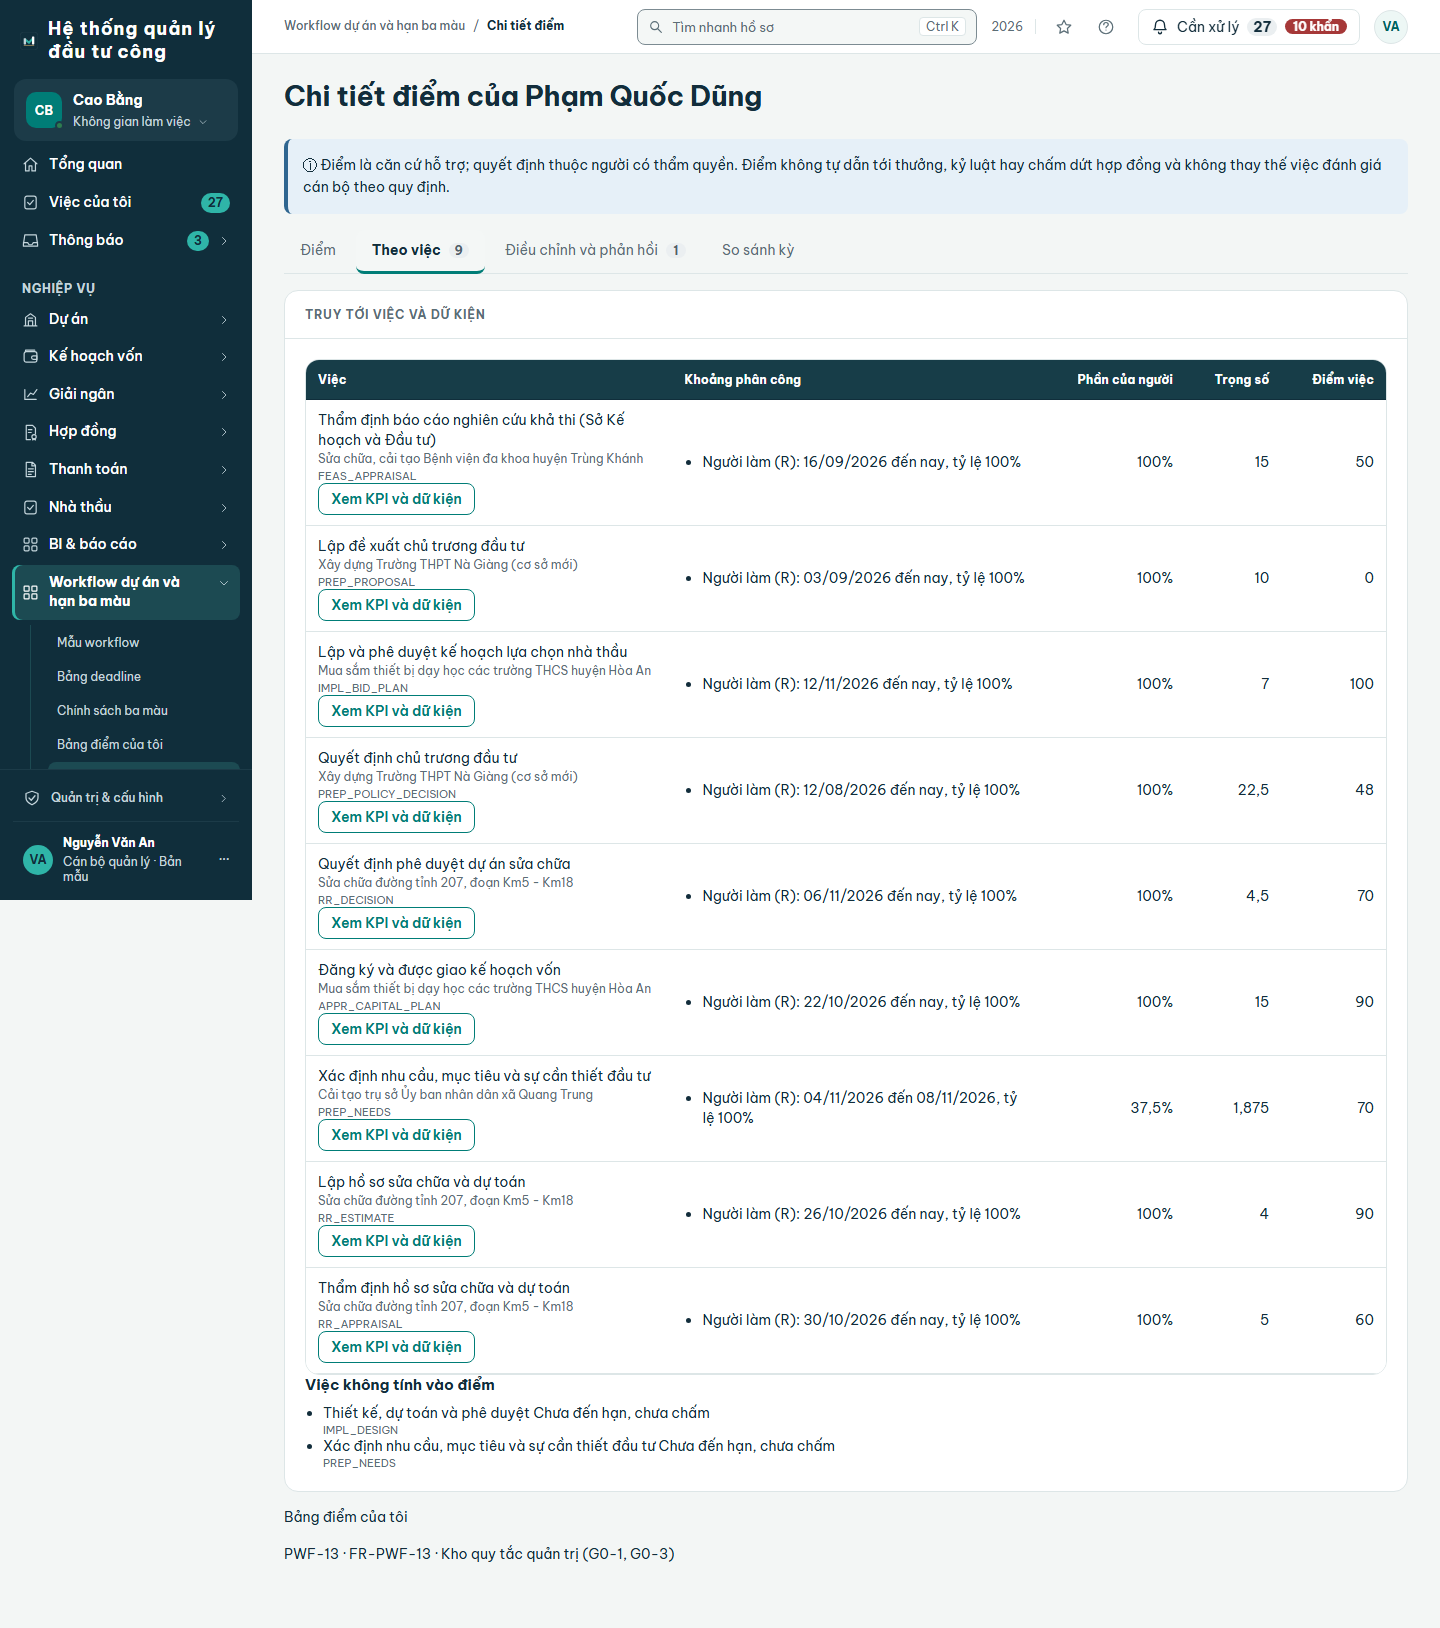 Hệ thống quản lý
đầu tư công
CB
Cao Bằng
Không gian làm việc
Tổng quan
Việc của tôi 27
Thông báo 3
NGHIỆP VỤ
Dự án
Kế hoạch vốn
Giải ngân
Hợp đồng
Thanh toán
Nhà thầu
BI & báo cáo
Workflow dự án và
hạn ba màu
Mẫu workflow
Bảng deadline
Chính sách ba màu
Bảng điểm của tôi
Quản trị & cấu hình
VA
Nguyễn Văn An
Cán bộ quản lý · Bản
mẫu
Workflow dự án và hạn ba màu / Chi tiết điểm
Tìm nhanh hồ sơ Ctrl K
2026
Cần xử lý 27 10 khẩn
VA
Chi tiết điểm của Phạm Quốc Dũng
Điểm là căn cứ hỗ trợ; quyết định thuộc người có thẩm quyền. Điểm không tự dẫn tới thưởng, kỷ luật hay chấm dứt hợp đồng và không thay thế việc đánh giá
cán bộ theo quy định.
Điểm Theo việc 9 Điều chỉnh và phản hồi 1 So sánh kỳ
TRUY TỚI VIỆC VÀ DỮ KIỆN
Việc Khoảng phân công Phần của người Trọng số Điểm việc
Thẩm định báo cáo nghiên cứu khả thi (Sở Kế
hoạch và Đầu tư)
Sửa chữa, cải tạo Bệnh viện đa khoa huyện Trùng Khánh
FEAS_APPRAISAL
Xem KPI và dữ kiện
Người làm (R): 16/09/2026 đến nay, tỷ lệ 100% 100% 15 50
Lập đề xuất chủ trương đầu tư
Xây dựng Trường THPT Nà Giàng (cơ sở mới)
PREP_PROPOSAL
Xem KPI và dữ kiện
Người làm (R): 03/09/2026 đến nay, tỷ lệ 100% 100% 10 0
Lập và phê duyệt kế hoạch lựa chọn nhà thầu
Mua sắm thiết bị dạy học các trường THCS huyện Hòa An
IMPL_BID_PLAN
Xem KPI và dữ kiện
Người làm (R): 12/11/2026 đến nay, tỷ lệ 100% 100% 7 100
Quyết định chủ trương đầu tư
Xây dựng Trường THPT Nà Giàng (cơ sở mới)
PREP_POLICY_DECISION
Xem KPI và dữ kiện
Người làm (R): 12/08/2026 đến nay, tỷ lệ 100% 100% 22,5 48
Quyết định phê duyệt dự án sửa chữa
Sửa chữa đường tỉnh 207, đoạn Km5 - Km18
RR_DECISION
Xem KPI và dữ kiện
Người làm (R): 06/11/2026 đến nay, tỷ lệ 100% 100% 4,5 70
Đăng ký và được giao kế hoạch vốn
Mua sắm thiết bị dạy học các trường THCS huyện Hòa An
APPR_CAPITAL_PLAN
Xem KPI và dữ kiện
Người làm (R): 22/10/2026 đến nay, tỷ lệ 100% 100% 15 90
Xác định nhu cầu, mục tiêu và sự cần thiết đầu tư
Cải tạo trụ sở Ủy ban nhân dân xã Quang Trung
PREP_NEEDS
Xem KPI và dữ kiện
Người làm (R): 04/11/2026 đến 08/11/2026, tỷ
lệ 100%
37,5% 1,875 70
Lập hồ sơ sửa chữa và dự toán
Sửa chữa đường tỉnh 207, đoạn Km5 - Km18
RR_ESTIMATE
Xem KPI và dữ kiện
Người làm (R): 26/10/2026 đến nay, tỷ lệ 100% 100% 4 90
Thẩm định hồ sơ sửa chữa và dự toán
Sửa chữa đường tỉnh 207, đoạn Km5 - Km18
RR_APPRAISAL
Xem KPI và dữ kiện
Người làm (R): 30/10/2026 đến nay, tỷ lệ 100% 100% 5 60
Việc không tính vào điểm
Thiết kế, dự toán và phê duyệt Chưa đến hạn, chưa chấm
IMPL_DESIGN
Xác định nhu cầu, mục tiêu và sự cần thiết đầu tư Chưa đến hạn, chưa chấm
PREP_NEEDS
Bảng điểm của tôi
PWF-13 · FR-PWF-13 · Kho quy tắc quản trị (G0-1, G0-3)